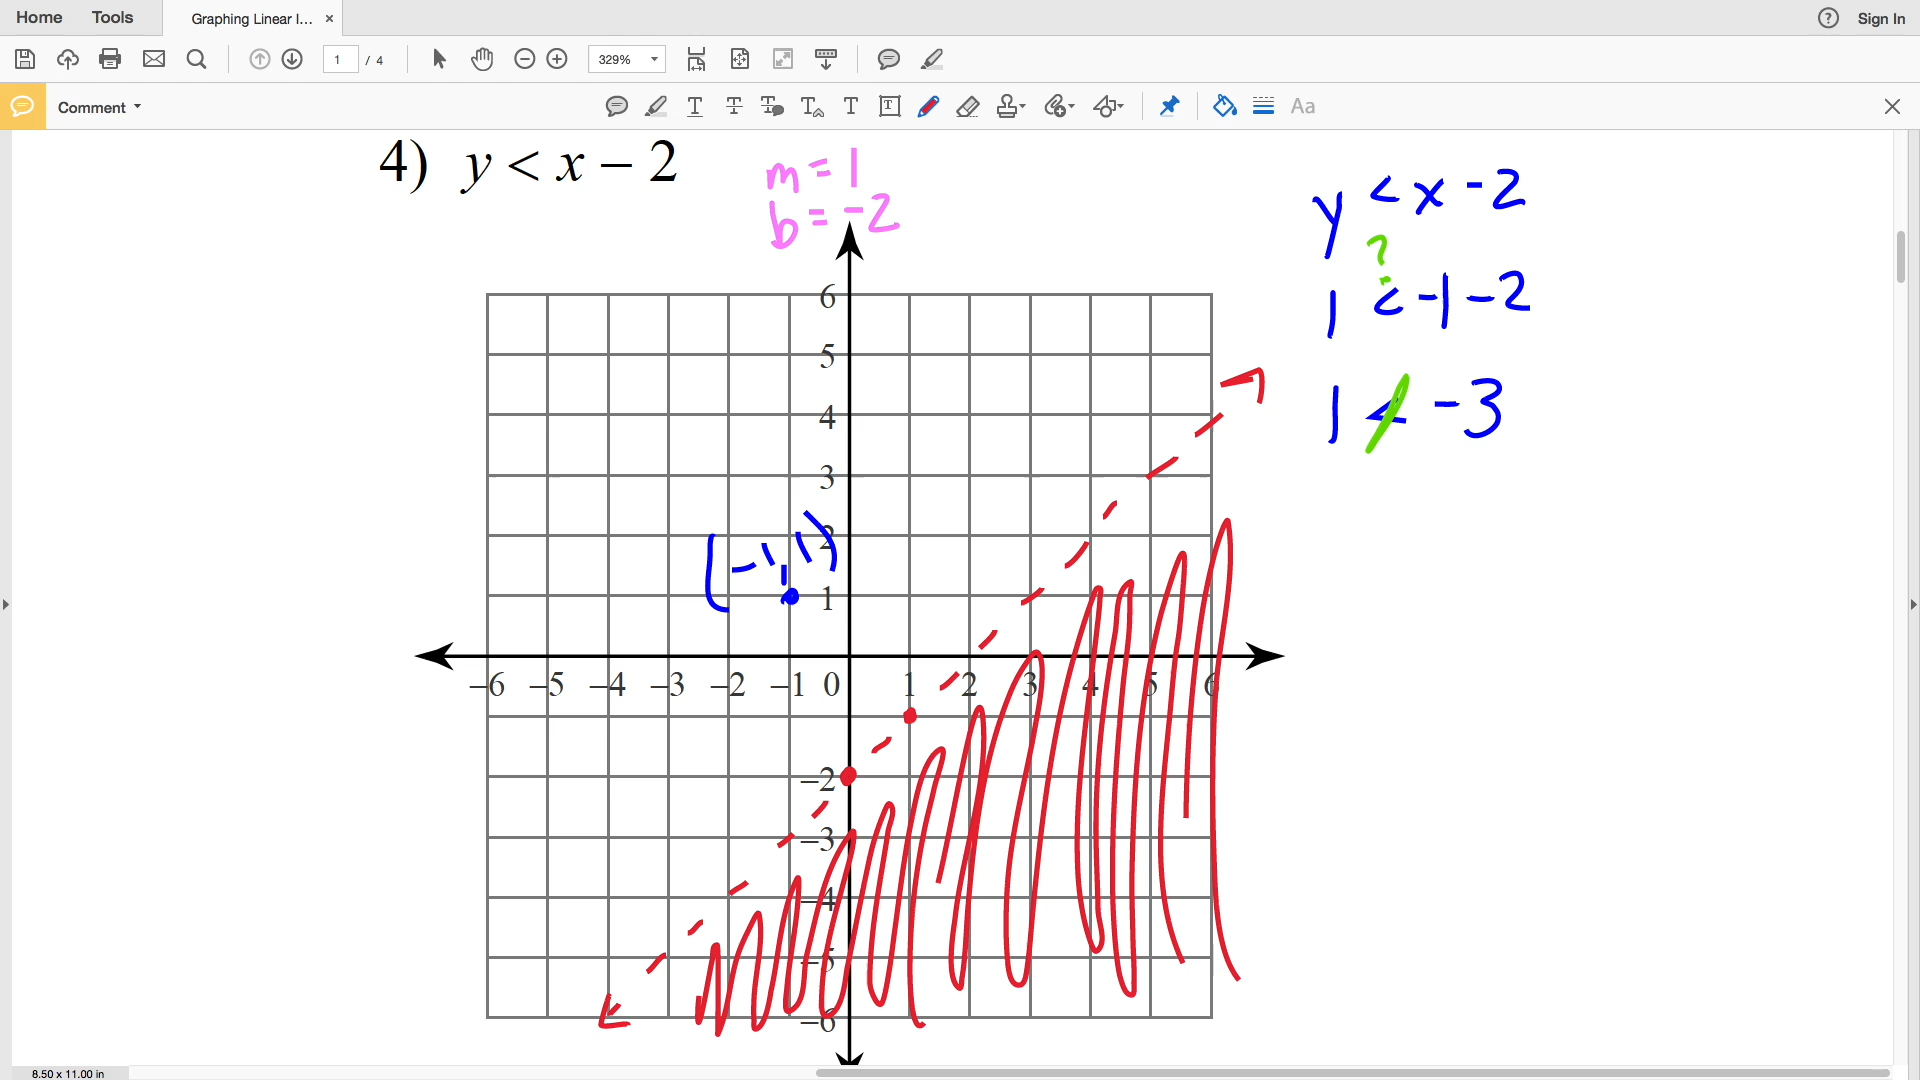 Home Tools Graphing Linear I... × ? Sign In
1 / 4 329%
Comment T T T T T T Aa
4) y < x − 2
m = 1
b = -2
y < x - 2
?
1 < -1 - 2
1 < -3
6
5
4
3
(-1, 1) 2
1
−6 −5 −4 −3 −2 −1 0 1 2 3 4 5 6
−2
−3
−4
−5
−6
8.50 x 11.00 in